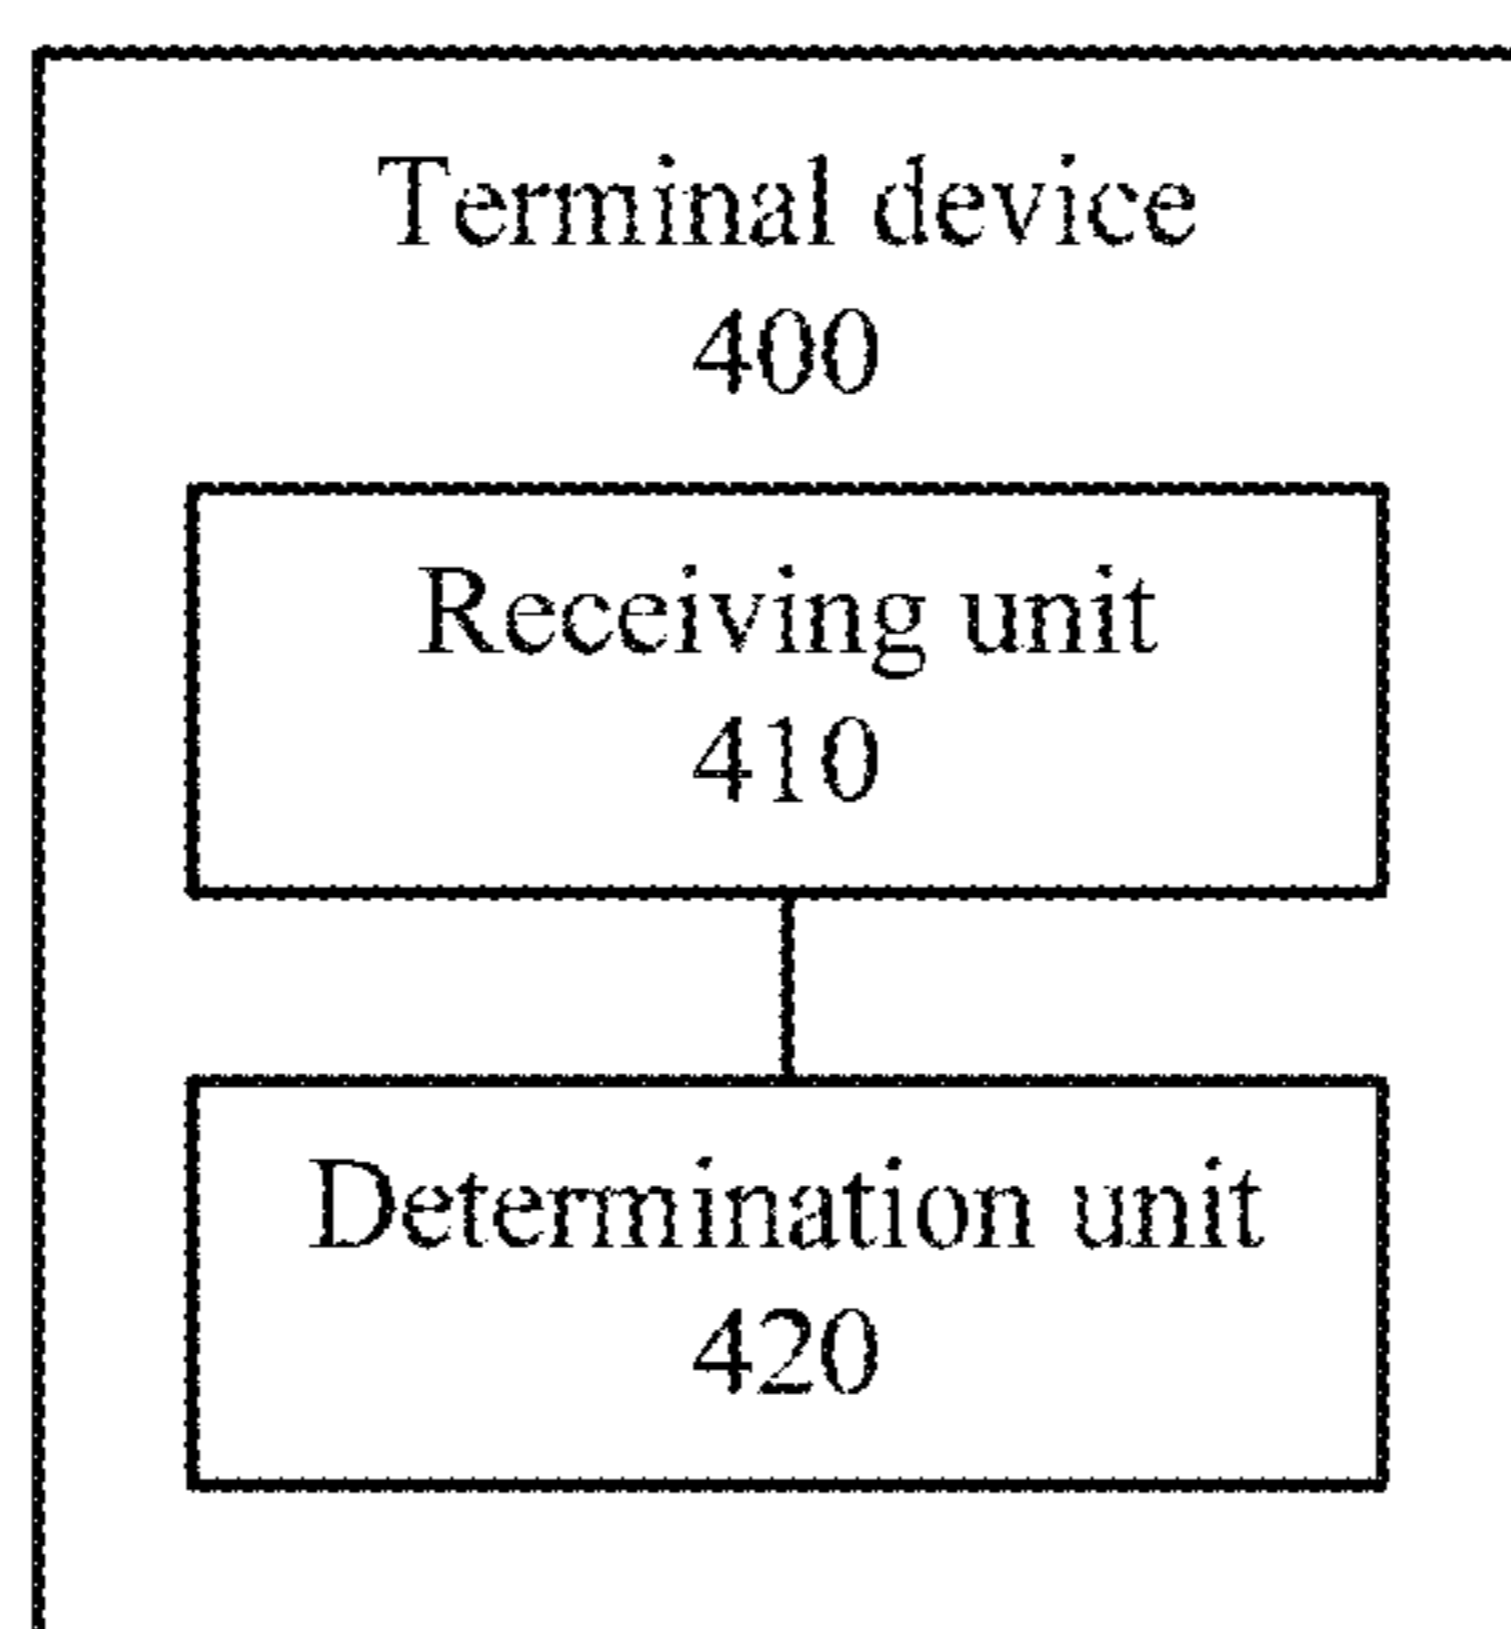 Terminal device
400
Receiving unit
410
Determination unit
420